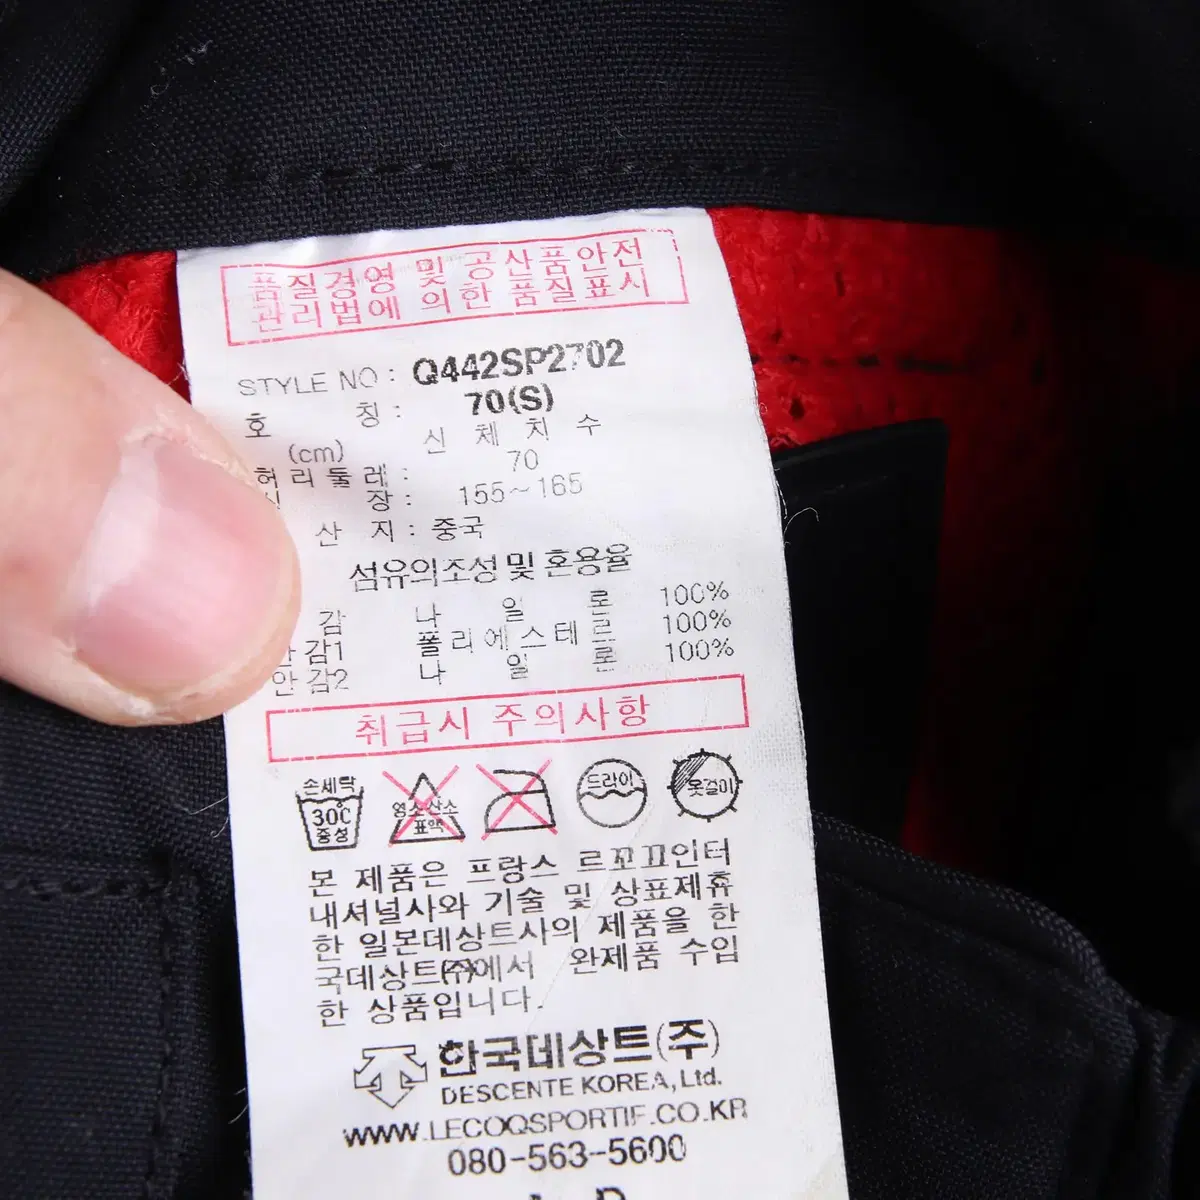 품질경영 및 공산품안전
관리법에 의한 품질표시
STYLE NO : Q442SP2702
호 칭 : 70(S)
(cm) 신 체 치 수
허리둘레 : 70
장 : 155~165
산 지 : 중국
섬유의조성 및 혼용율
감 나 일 론 100%
안감1 폴리에스테르 100%
안감2 나 일 론 100%
취급시 주의사항
손세탁 30℃ 중성
염소산소 표백
드라이
옷걸이
본 제품은 프랑스 르꼬끄인터
내셔널사와 기술 및 상표제휴
한 일본데상트사의 제품을 한
국데상트(주)에서 완제품 수입
한 상품입니다.
한국데상트(주)
DESCENTE KOREA,Ltd.
WWW.LECOQSPORTIF.CO.KR
080-563-5600